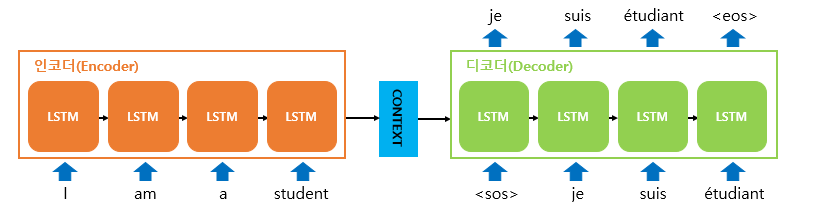 je suis étudiant <eos>
인코더(Encoder)
디코더(Decoder)
LSTM LSTM LSTM LSTM
CONTEXT
LSTM LSTM LSTM LSTM
I am a student
<sos> je suis étudiant